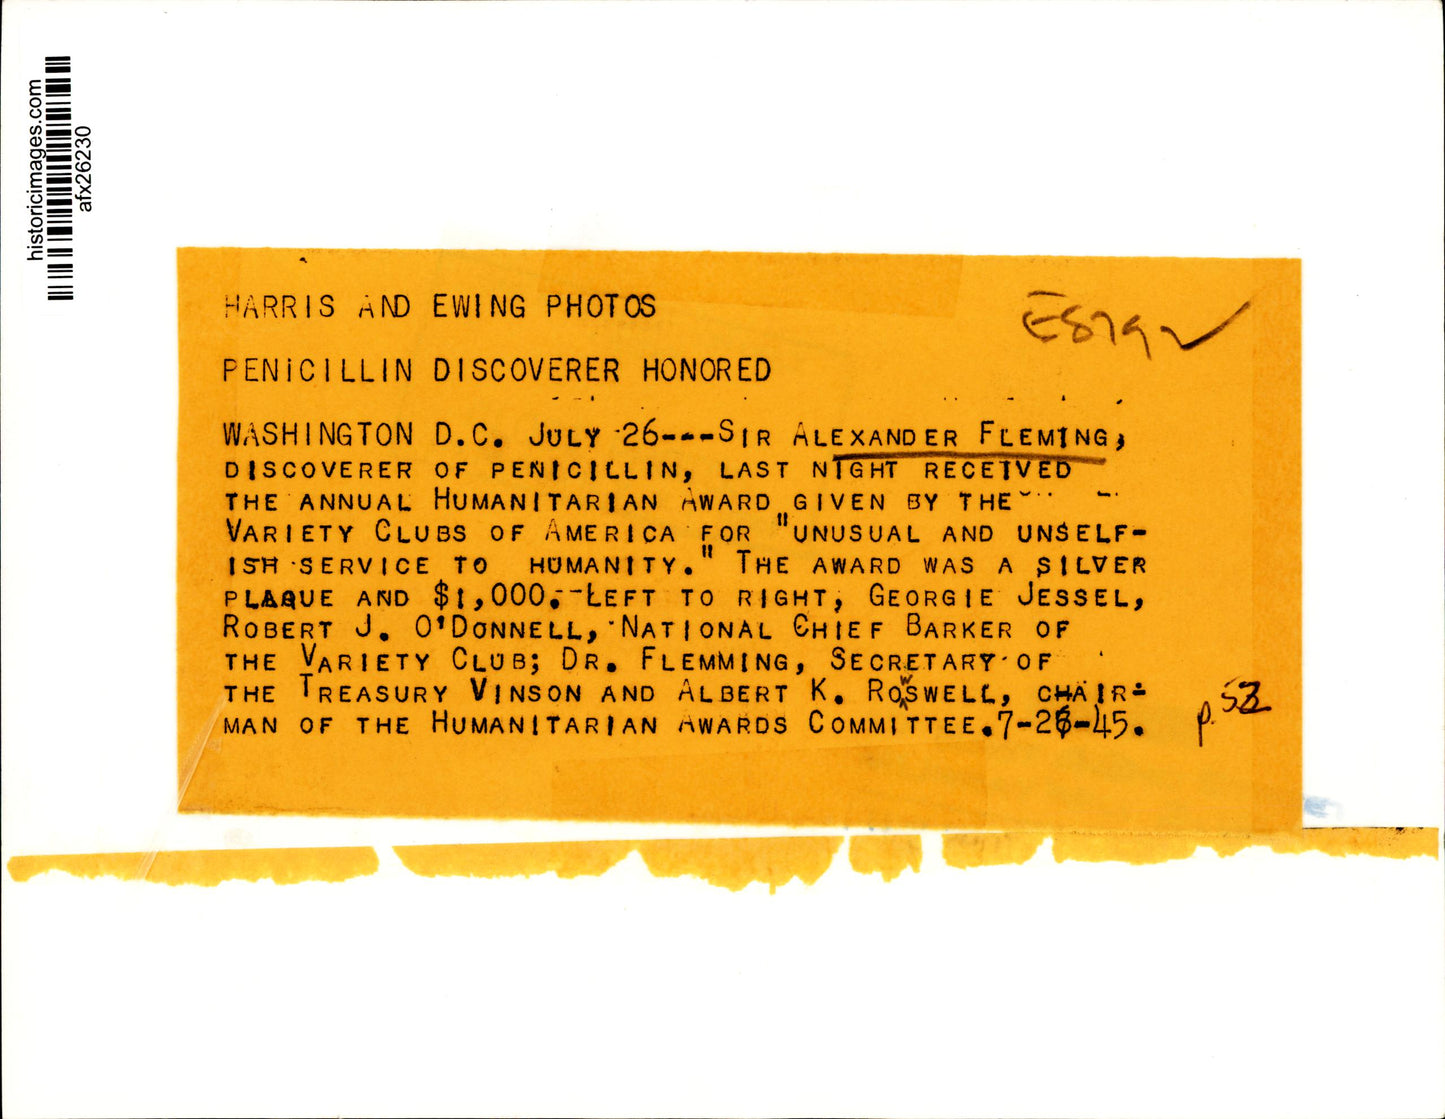 historicimages.com
afx26230
HARRIS AND EWING PHOTOS
PENICILLIN DISCOVERER HONORED
WASHINGTON D.C. JULY 26---SIR ALEXANDER FLEMING,
DISCOVERER OF PENICILLIN, LAST NIGHT RECEIVED
THE ANNUAL HUMANITARIAN AWARD GIVEN BY THE
VARIETY CLUBS OF AMERICA FOR "UNUSUAL AND UNSELF-
ISH SERVICE TO HUMANITY." THE AWARD WAS A SILVER
PLAQUE AND $1,000. LEFT TO RIGHT, GEORGIE JESSEL,
ROBERT J. O'DONNELL, NATIONAL CHIEF BARKER OF
THE VARIETY CLUB; DR. FLEMMING, SECRETARY OF
THE TREASURY VINSON AND ALBERT K. ROWSWELL, CHAIR-
MAN OF THE HUMANITARIAN AWARDS COMMITTEE.7-26-45.